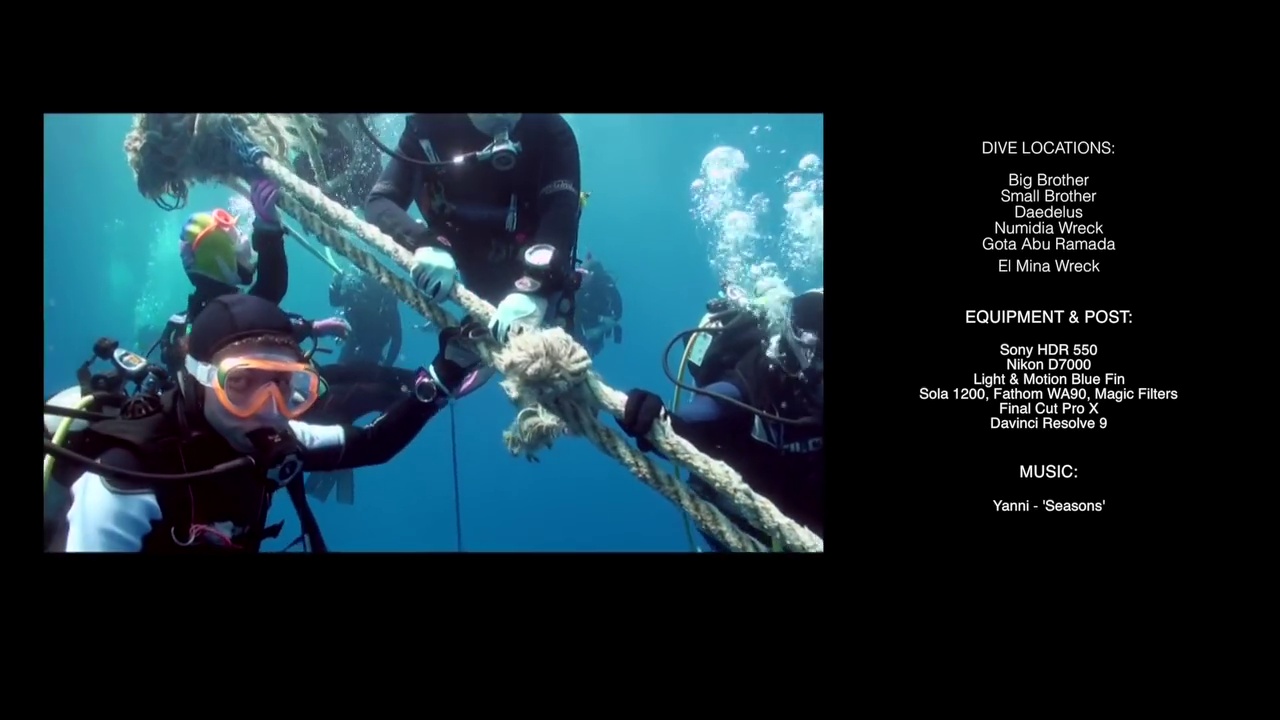 DIVE LOCATIONS:
Big Brother
Small Brother
Daedelus
Numidia Wreck
Gota Abu Ramada
El Mina Wreck
EQUIPMENT & POST:
Sony HDR 550
Nikon D7000
Light & Motion Blue Fin
Sola 1200, Fathom WA90, Magic Filters
Final Cut Pro X
Davinci Resolve 9
MUSIC:
Yanni - 'Seasons'